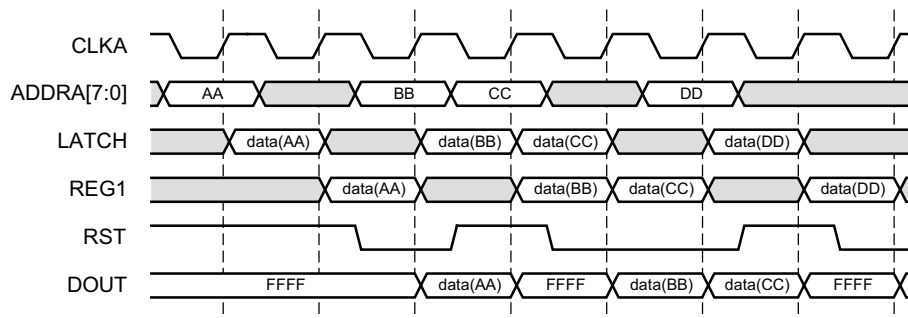 CLKA
ADDRA[7:0] AA BB CC DD
LATCH data(AA) data(BB) data(CC) data(DD)
REG1 data(AA) data(BB) data(CC) data(DD)
RST
DOUT FFFF data(AA) FFFF data(BB) data(CC) FFFF